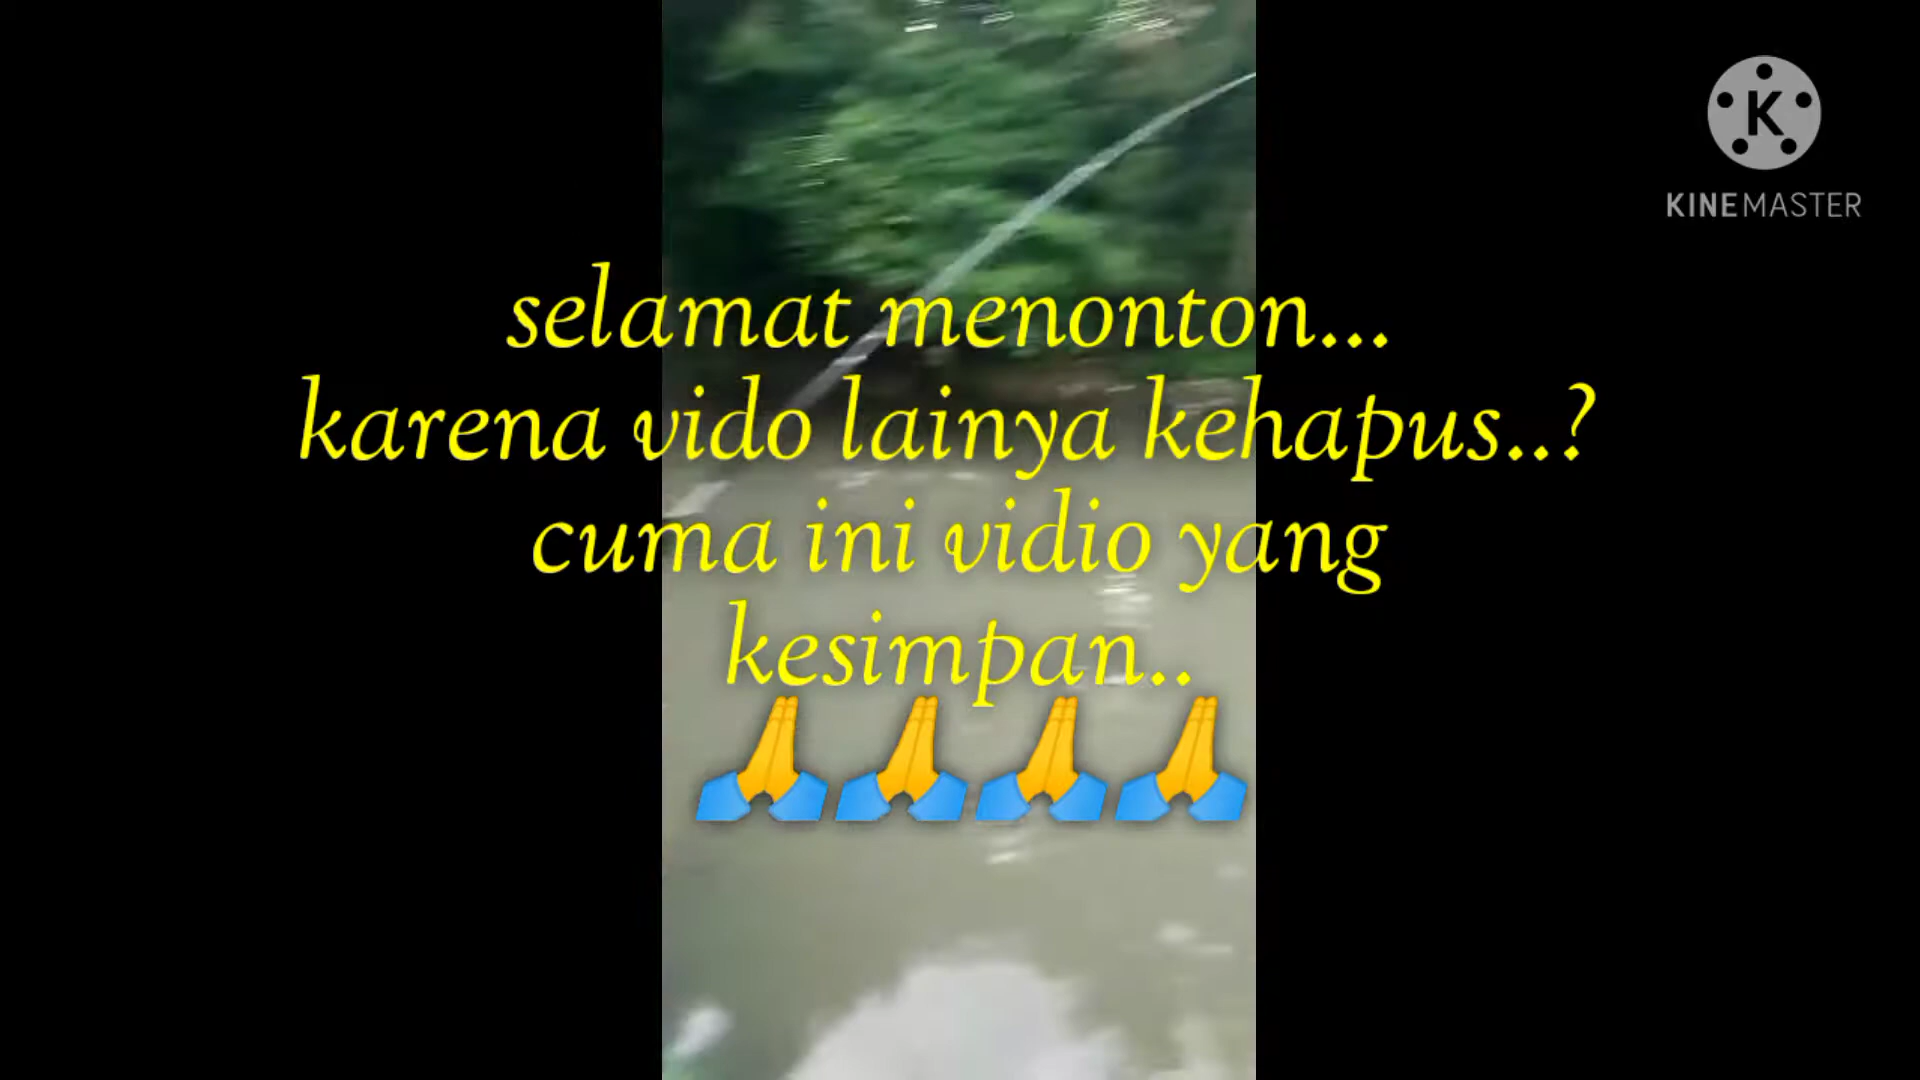 K
KINEMASTER
selamat menonton...
karena vido lainya kehapus..?
cuma ini vidio yang
kesimpan..
🙏🙏🙏🙏